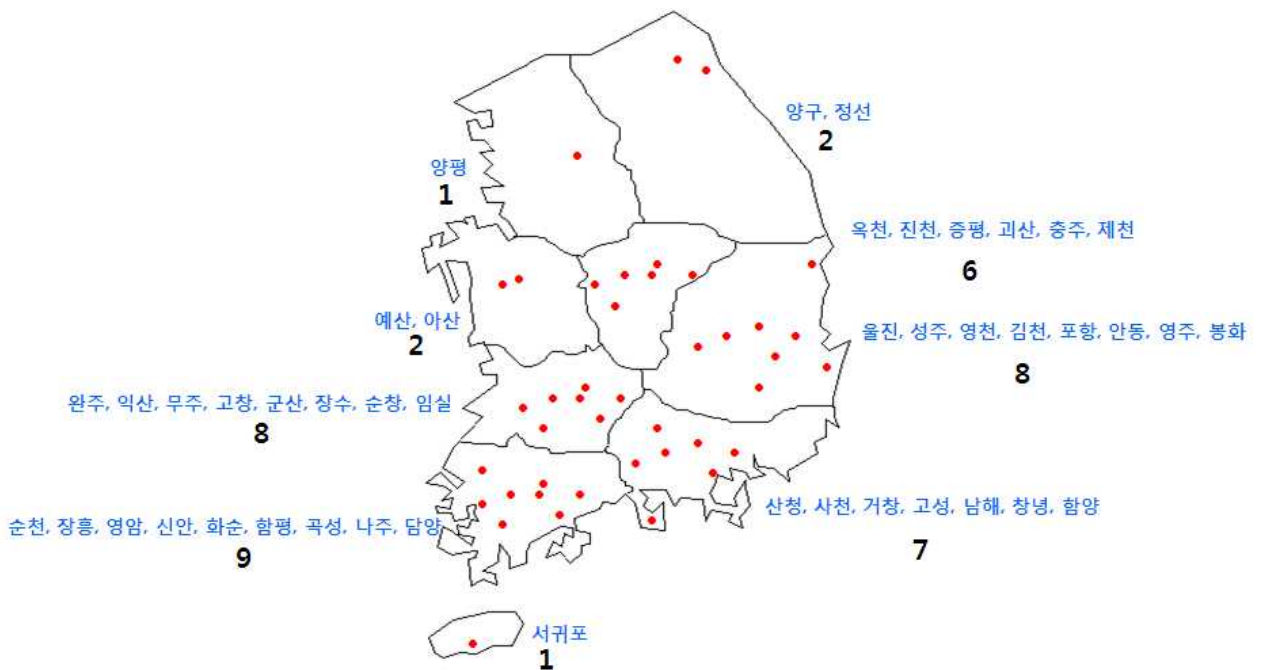 양구, 정선
2
양평
1
옥천, 진천, 증평, 괴산, 충주, 제천
6
예산, 아산
2
울진, 성주, 영천, 김천, 포항, 안동, 영주, 봉화
8
완주, 익산, 무주, 고창, 군산, 장수, 순창, 임실
8
산청, 사천, 거창, 고성, 남해, 창녕, 함양
7
순천, 장흥, 영암, 신안, 화순, 함평, 곡성, 나주, 담양
9
서귀포
1